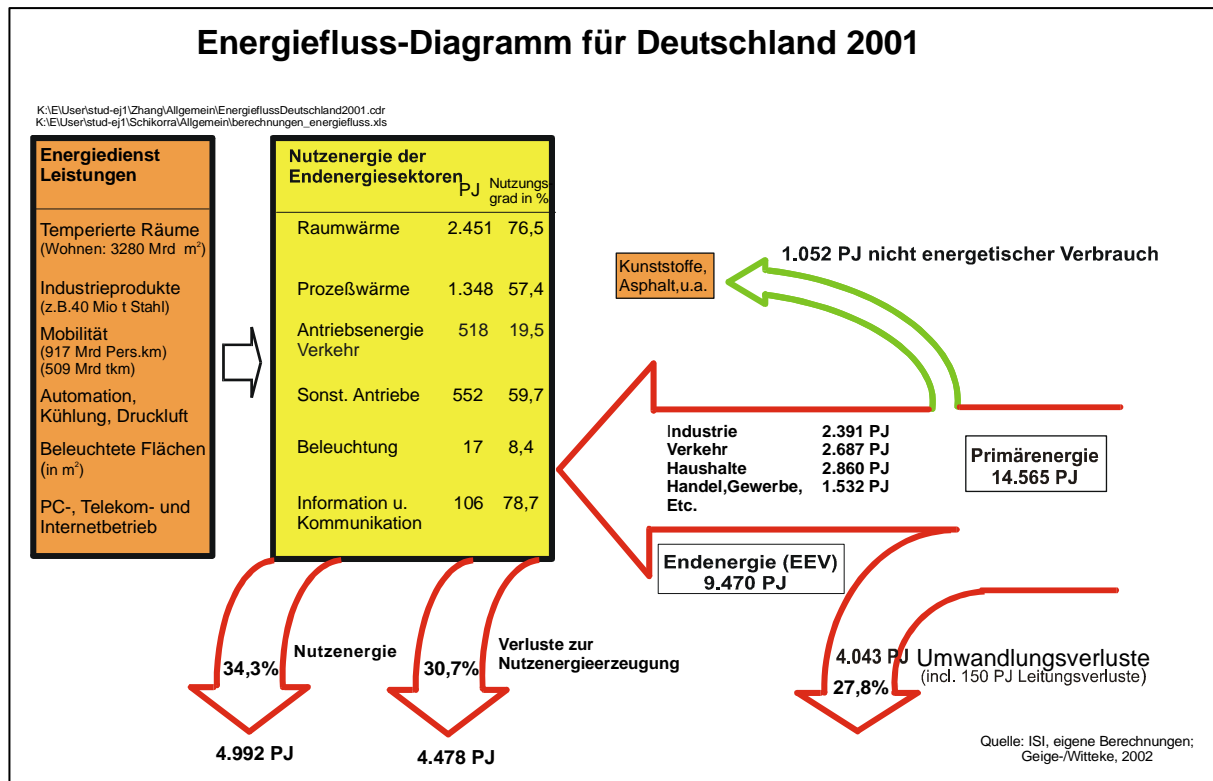 Energiefluss-Diagramm für Deutschland 2001
K:\E\User\stud-ej1\Zhang\Allgemein\EnergieflussDeutschland2001.cdr
K:\E\User\stud-ej1\Schikorra\Allgemein\berechnungen_energiefluss.xls
Energiedienst
Leistungen
Temperierte Räume
(Wohnen: 3280 Mrd m²)
Industrieprodukte
(z.B.40 Mio t Stahl)
Mobilität
(917 Mrd Pers.km)
(509 Mrd tkm)
Automation,
Kühlung, Druckluft
Beleuchtete Flächen
(in m²)
PC-, Telekom- und
Internetbetrieb
Nutzenergie der
Endenergiesektoren
PJ Nutzungs
grad in %
Raumwärme 2.451 76,5
Prozeßwärme 1.348 57,4
Antriebsenergie 518 19,5
Verkehr
Sonst. Antriebe 552 59,7
Beleuchtung 17 8,4
Information u. 106 78,7
Kommunikation
1.052 PJ nicht energetischer Verbrauch
Kunststoffe,
Asphalt,u.a.
Industrie 2.391 PJ
Verkehr 2.687 PJ
Haushalte 2.860 PJ
Handel,Gewerbe, 1.532 PJ
Etc.
Primärenergie
14.565 PJ
Endenergie (EEV)
9.470 PJ
34,3%
Nutzenergie
4.992 PJ
30,7%
Verluste zur
Nutzenergieerzeugung
4.478 PJ
4.043 PJ Umwandlungsverluste
(incl. 150 PJ Leitungsverluste)
27,8%
Quelle: ISI, eigene Berechnungen;
Geige-/Witteke, 2002